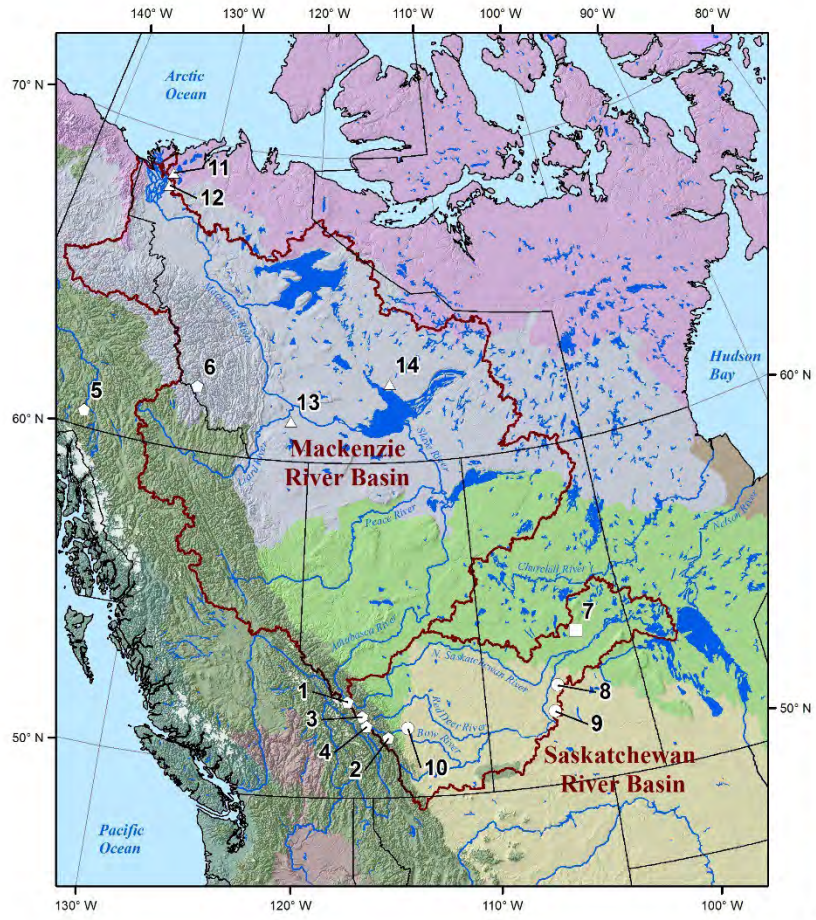 140° W
130° W
120° W
110° W
100° W
90° W
80° W
70° N
Arctic
Ocean
11
12
Mackenzie River
Hudson
Bay
60° N
6
14
5
13
60° N
Mackenzie
River Basin
Liard River
Slave River
Peace River
Nelson River
Churchill River
Athabasca River
7
N. Saskatchewan River
1
8
3
Red Deer River
9
50° N
50° N
4
Bow River
2
10
Saskatchewan
River Basin
Pacific
Ocean
130° W
120° W
110° W
100° W